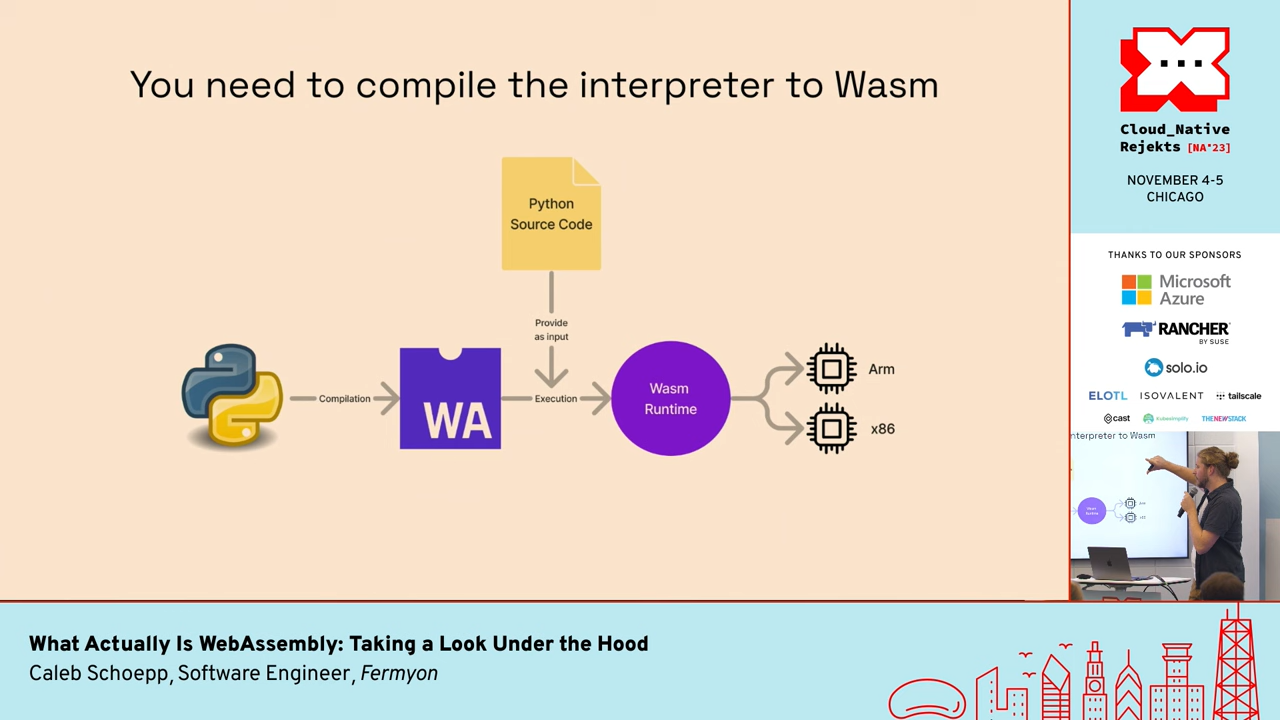 You need to compile the interpreter to Wasm
Python
Source Code
Provide
as input
Compilation
WA
Execution
Wasm
Runtime
Arm
x86
Cloud_Native
Rejekts [NA'23]
NOVEMBER 4-5
CHICAGO
THANKS TO OUR SPONSORS
Microsoft
Azure
RANCHER
BY SUSE
solo.io
ELOTL ISOVALENT tailscale
cast Kubesimplify THENEWSTACK
nterpreter to Wasm
What Actually Is WebAssembly: Taking a Look Under the Hood
Caleb Schoepp, Software Engineer, Fermyon